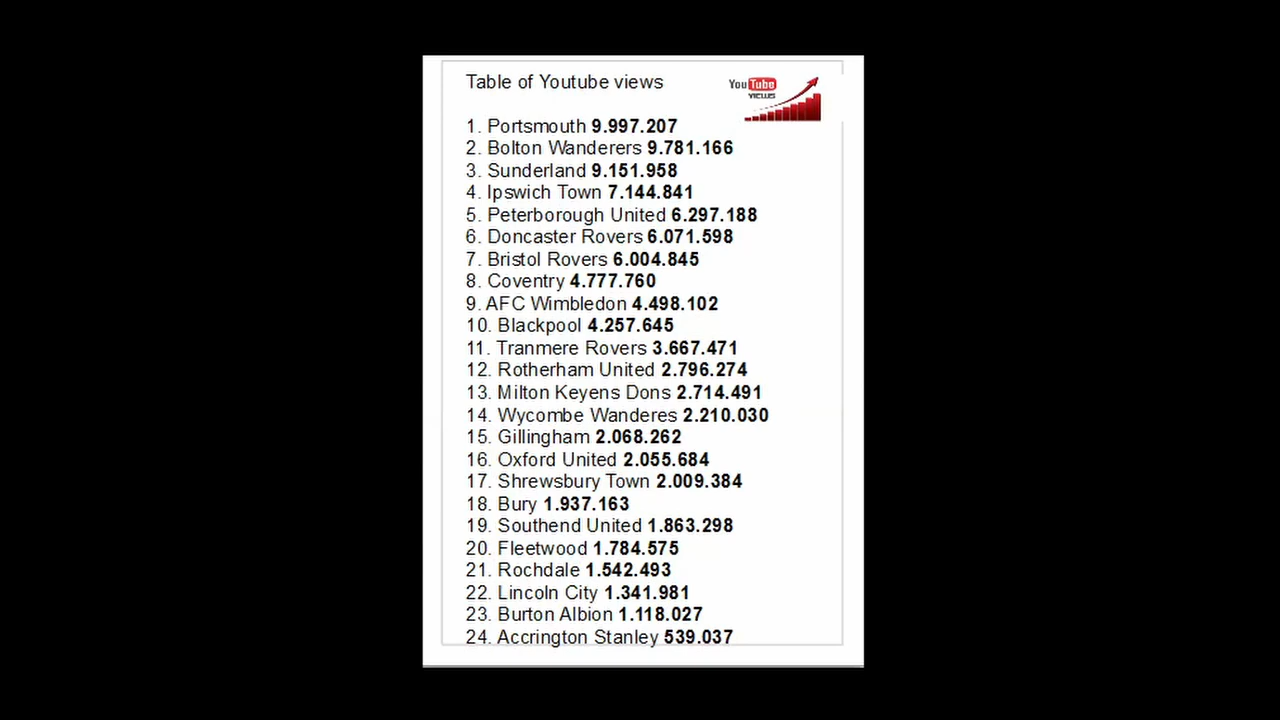 Table of Youtube views
YouTube
VIEWS
1. Portsmouth 9.997.207
2. Bolton Wanderers 9.781.166
3. Sunderland 9.151.958
4. Ipswich Town 7.144.841
5. Peterborough United 6.297.188
6. Doncaster Rovers 6.071.598
7. Bristol Rovers 6.004.845
8. Coventry 4.777.760
9. AFC Wimbledon 4.498.102
10. Blackpool 4.257.645
11. Tranmere Rovers 3.667.471
12. Rotherham United 2.796.274
13. Milton Keyens Dons 2.714.491
14. Wycombe Wanderes 2.210.030
15. Gillingham 2.068.262
16. Oxford United 2.055.684
17. Shrewsbury Town 2.009.384
18. Bury 1.937.163
19. Southend United 1.863.298
20. Fleetwood 1.784.575
21. Rochdale 1.542.493
22. Lincoln City 1.341.981
23. Burton Albion 1.118.027
24. Accrington Stanley 539.037